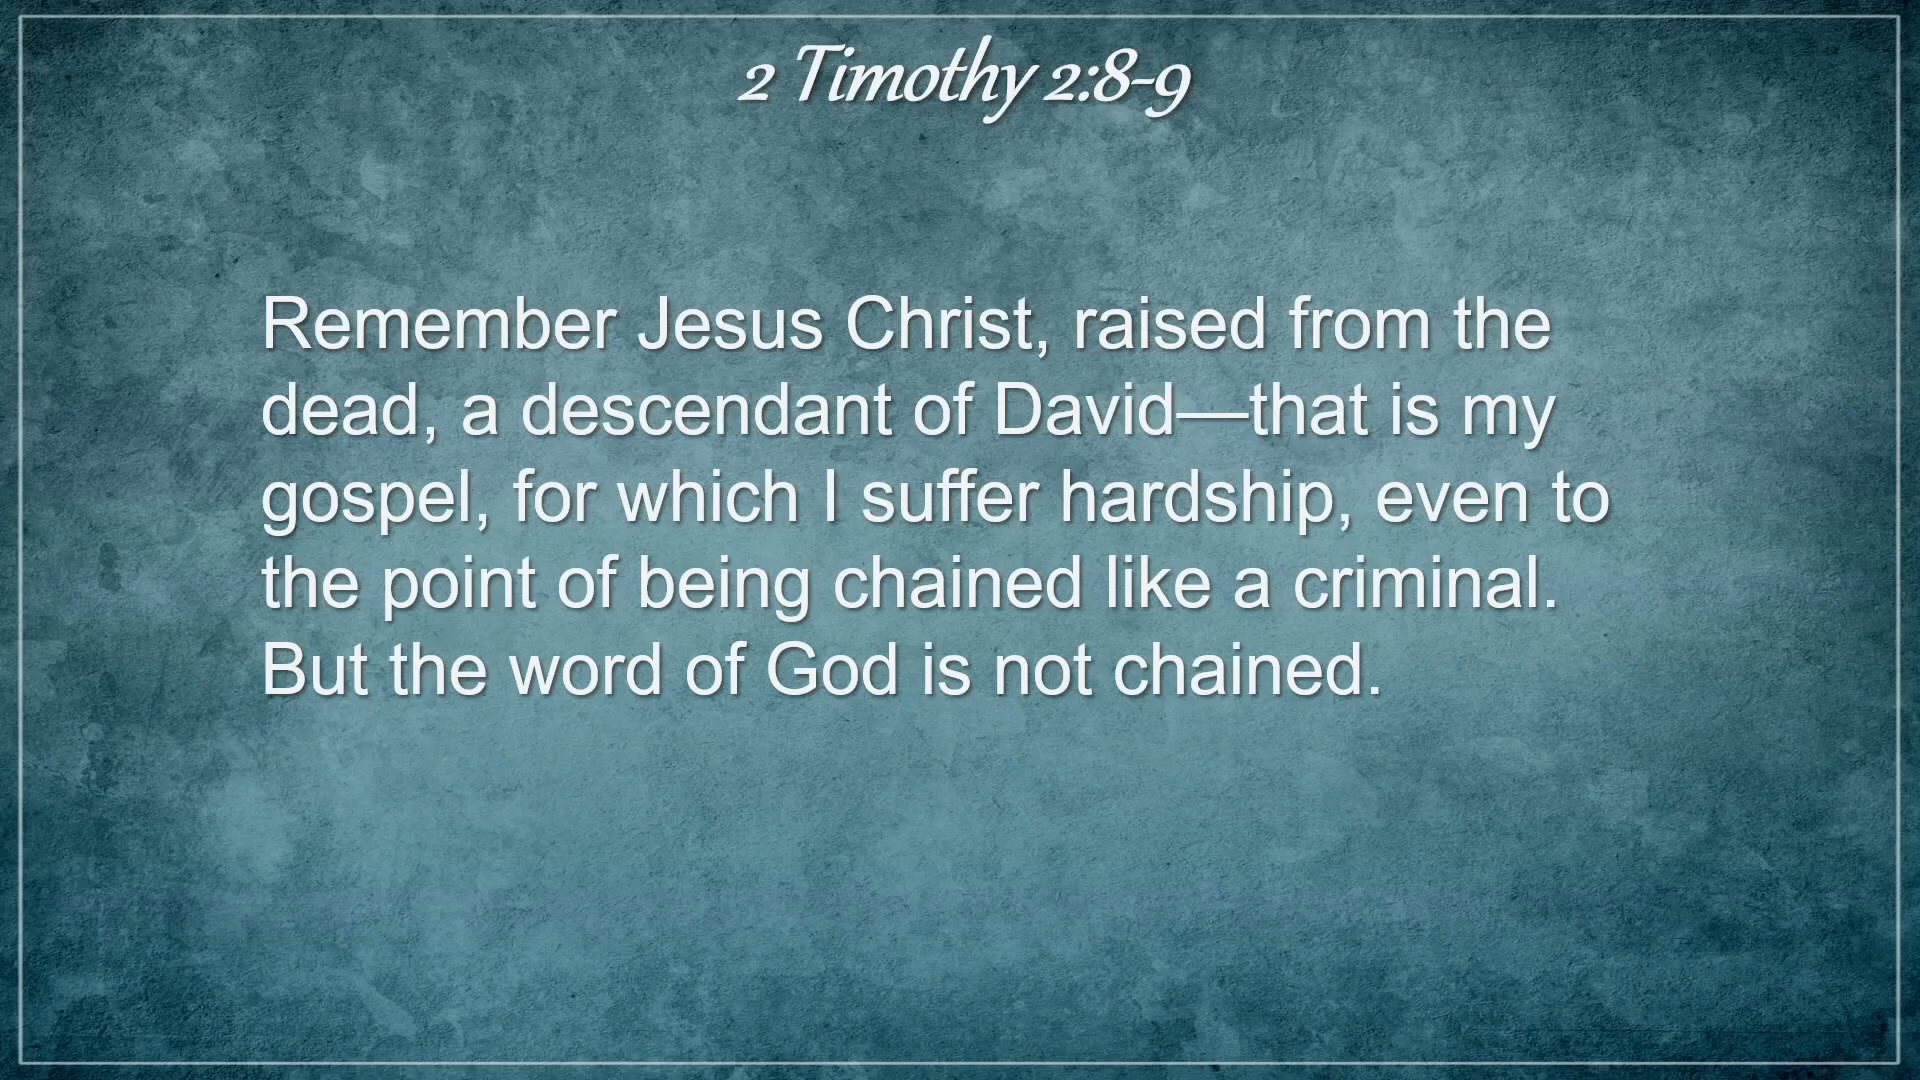 2 Timothy 2:8-9
Remember Jesus Christ, raised from the
dead, a descendant of David—that is my
gospel, for which I suffer hardship, even to
the point of being chained like a criminal.
But the word of God is not chained.